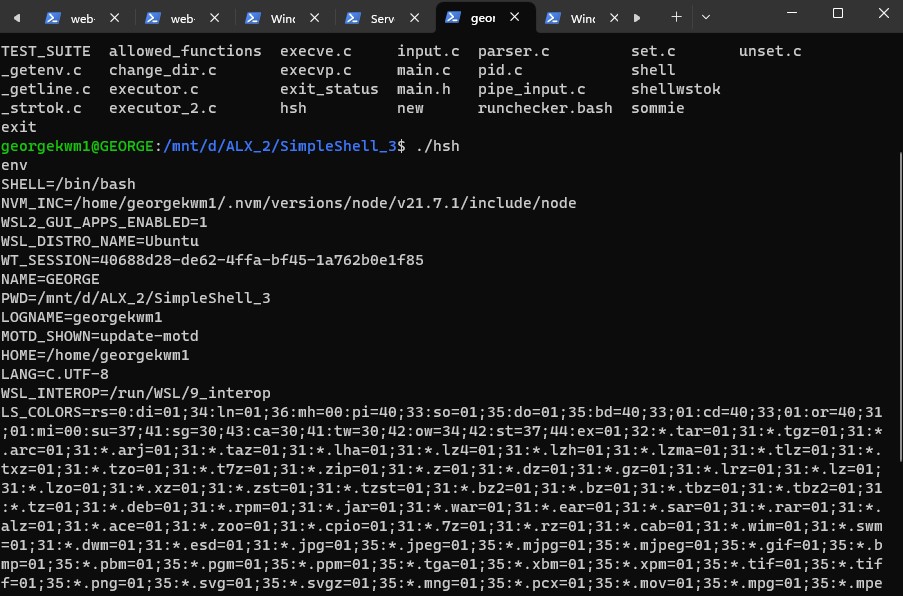 web-
web-
Wind
Serv
geor
Wind
TEST_SUITE allowed_functions execve.c input.c parser.c set.c unset.c
_getenv.c change_dir.c execvp.c main.c pid.c shell
_getline.c executor.c exit_status main.h pipe_input.c shellwstok
_strtok.c executor_2.c hsh new runchecker.bash sommie
exit
georgekwm1@GEORGE:/mnt/d/ALX_2/SimpleShell_3$ ./hsh
env
SHELL=/bin/bash
NVM_INC=/home/georgekwm1/.nvm/versions/node/v21.7.1/include/node
WSL2_GUI_APPS_ENABLED=1
WSL_DISTRO_NAME=Ubuntu
WT_SESSION=40688d28-de62-4ffa-bf45-1a762b0e1f85
NAME=GEORGE
PWD=/mnt/d/ALX_2/SimpleShell_3
LOGNAME=georgekwm1
MOTD_SHOWN=update-motd
HOME=/home/georgekwm1
LANG=C.UTF-8
WSL_INTEROP=/run/WSL/9_interop
LS_COLORS=rs=0:di=01;34:ln=01;36:mh=00:pi=40;33:so=01;35:do=01;35:bd=40;33;01:cd=40;33;01:or=40;31
;01:mi=00:su=37;41:sg=30;43:ca=30;41:tw=30;42:ow=34;42:st=37;44:ex=01;32:*.tar=01;31:*.tgz=01;31:*
.arc=01;31:*.arj=01;31:*.taz=01;31:*.lha=01;31:*.lz4=01;31:*.lzh=01;31:*.lzma=01;31:*.tlz=01;31:*.
txz=01;31:*.tzo=01;31:*.t7z=01;31:*.zip=01;31:*.z=01;31:*.dz=01;31:*.gz=01;31:*.lrz=01;31:*.lz=01;
31:*.lzo=01;31:*.xz=01;31:*.zst=01;31:*.tzst=01;31:*.bz2=01;31:*.bz=01;31:*.tbz=01;31:*.tbz2=01;31
:*.tz=01;31:*.deb=01;31:*.rpm=01;31:*.jar=01;31:*.war=01;31:*.ear=01;31:*.sar=01;31:*.rar=01;31:*.
alz=01;31:*.ace=01;31:*.zoo=01;31:*.cpio=01;31:*.7z=01;31:*.rz=01;31:*.cab=01;31:*.wim=01;31:*.swm
=01;31:*.dwm=01;31:*.esd=01;31:*.jpg=01;35:*.jpeg=01;35:*.mjpg=01;35:*.mjpeg=01;35:*.gif=01;35:*.b
mp=01;35:*.pbm=01;35:*.pgm=01;35:*.ppm=01;35:*.tga=01;35:*.xbm=01;35:*.xpm=01;35:*.tif=01;35:*.tif
f=01;35:*.png=01;35:*.svg=01;35:*.svgz=01;35:*.mng=01;35:*.pcx=01;35:*.mov=01;35:*.mpg=01;35:*.mpe